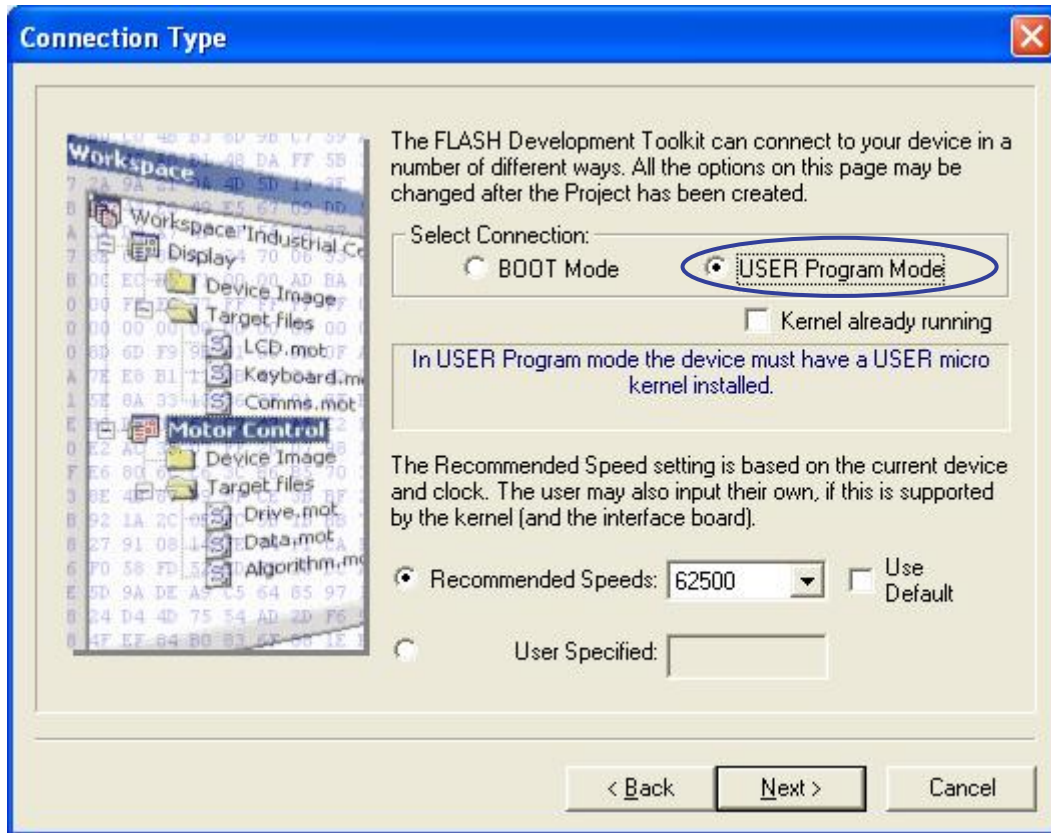 Connection Type
The FLASH Development Toolkit can connect to your device in a
number of different ways. All the options on this page may be
changed after the Project has been created.
Select Connection:
BOOT Mode
USER Program Mode
Kernel already running
In USER Program mode the device must have a USER micro
kernel installed.
The Recommended Speed setting is based on the current device
and clock. The user may also input their own, if this is supported
by the kernel (and the interface board).
Recommended Speeds: 62500
Use
Default
User Specified:
< Back
Next >
Cancel
Workspace
Workspace 'Industrial Co
Display
Device Image
Target files
LCD.mot
Keyboard.m
Comms.mot
Motor Control
Device Image
Target files
Drive.mot
Data.mot
Algorithm.mo